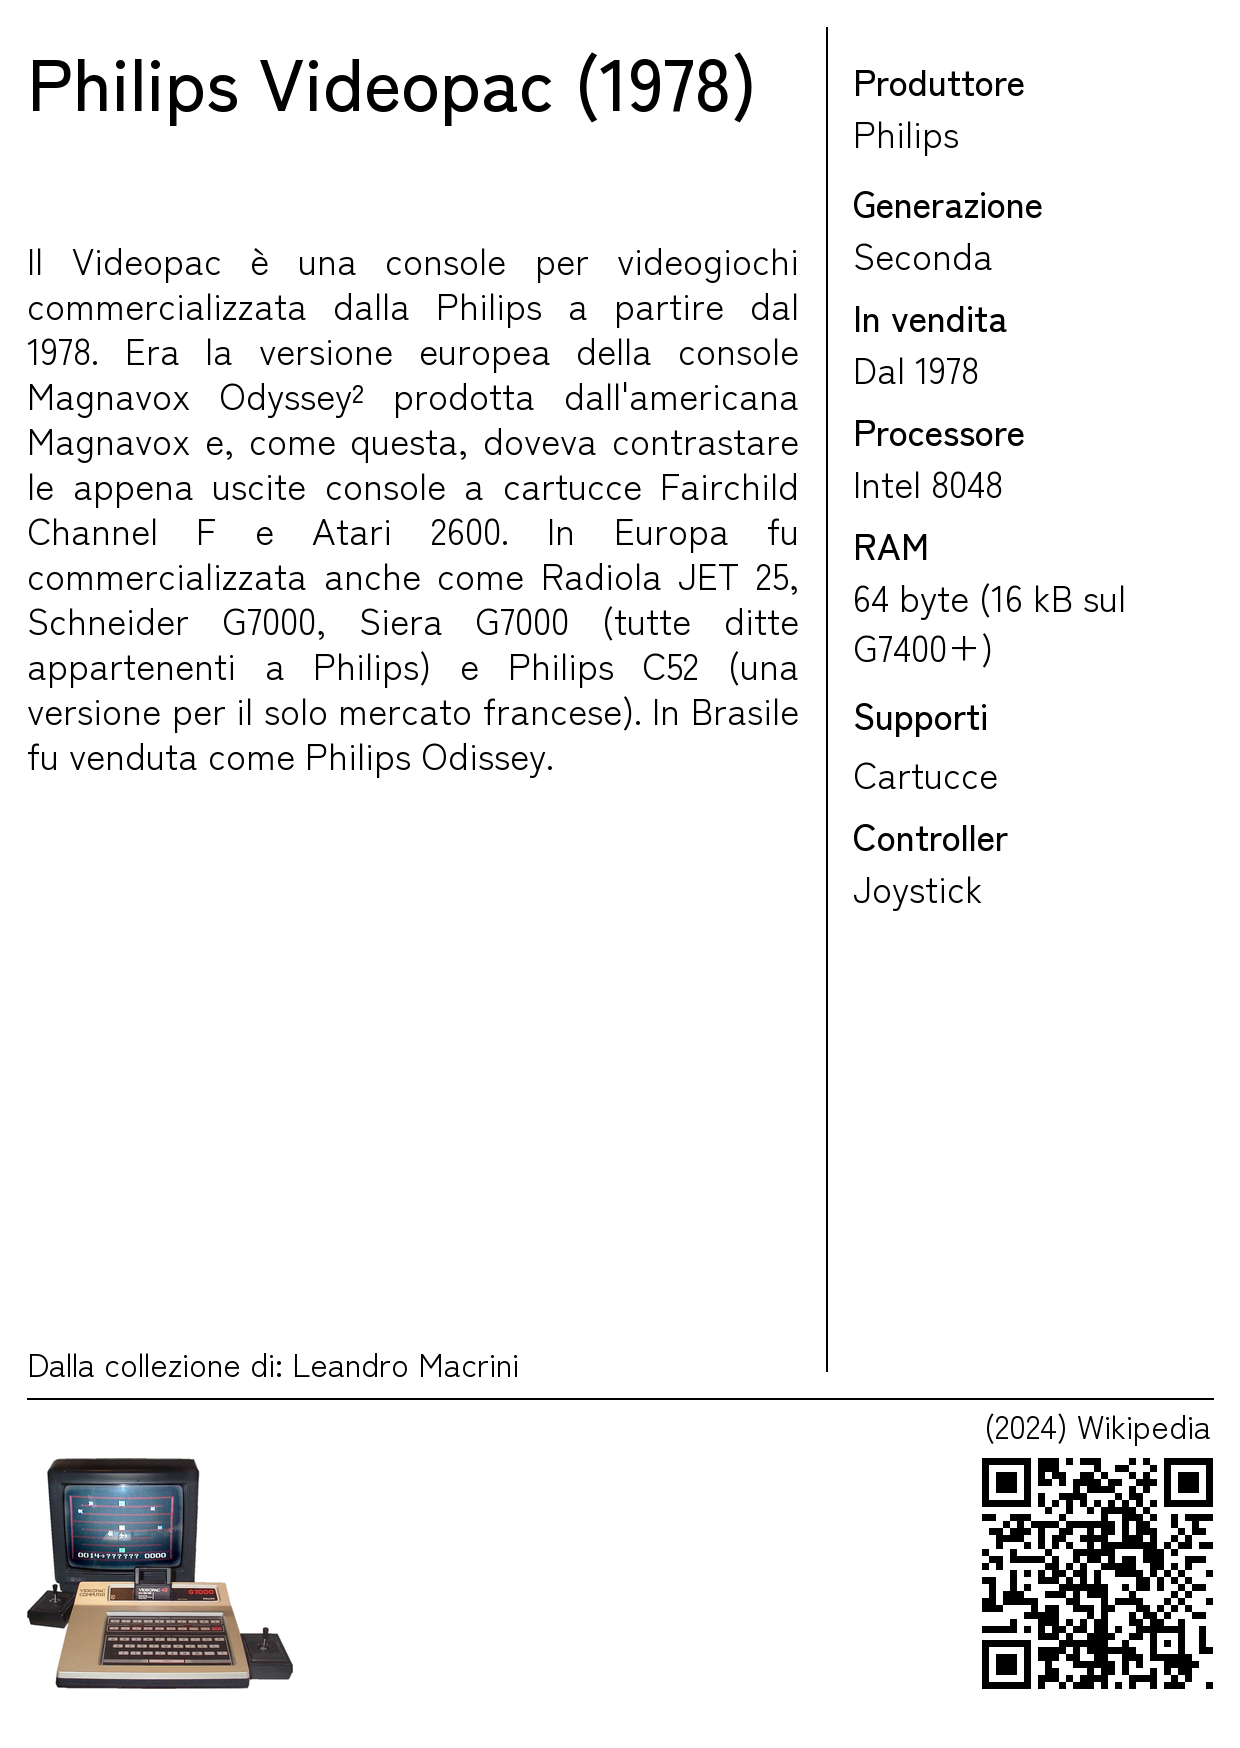 Philips Videopac (1978)
Il Videopac è una console per videogiochi
commercializzata dalla Philips a partire dal
1978. Era la versione europea della console
Magnavox Odyssey² prodotta dall'americana
Magnavox e, come questa, doveva contrastare
le appena uscite console a cartucce Fairchild
Channel F e Atari 2600. In Europa fu
commercializzata anche come Radiola JET 25,
Schneider G7000, Siera G7000 (tutte ditte
appartenenti a Philips) e Philips C52 (una
versione per il solo mercato francese). In Brasile
fu venduta come Philips Odissey.
Produttore
Philips
Generazione
Seconda
In vendita
Dal 1978
Processore
Intel 8048
RAM
64 byte (16 kB sul
G7400+)
Supporti
Cartucce
Controller
Joystick
Dalla collezione di: Leandro Macrini
(2024) Wikipedia
0014>?????? 0000
VIDEOPAC
COMPUTER
G7000